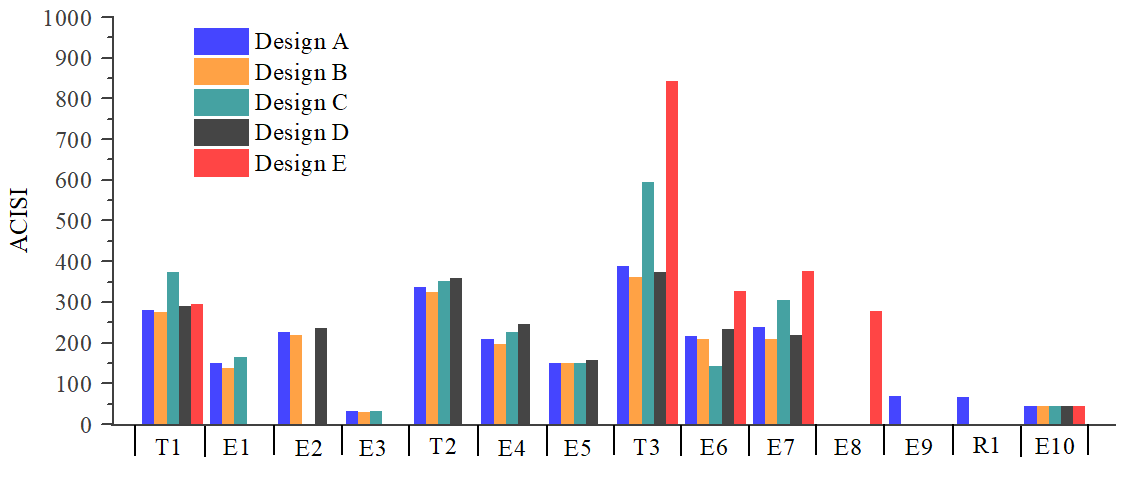 1000
900
800
700
600
500
400
300
200
100
0
ACISI
Design A
Design B
Design C
Design D
Design E
T1 E1 E2 E3 T2 E4 E5 T3 E6 E7 E8 E9 R1 E10